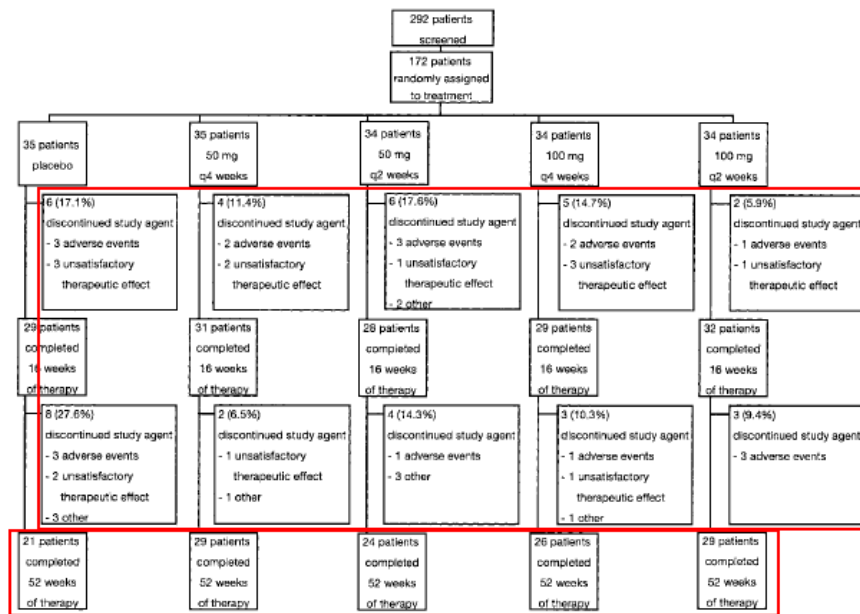 292 patients
screened
172 patients
randomly assigned
to treatment
35 patients
placebo
35 patients
50 mg
q4 weeks
34 patients
50 mg
q2 weeks
34 patients
100 mg
q4 weeks
34 patients
100 mg
q2 weeks
6 (17.1%)
discontinued study agent
- 3 adverse events
- 3 unsatisfactory
therapeutic effect
4 (11.4%)
discontinued study agent
- 2 adverse events
- 2 unsatisfactory
therapeutic effect
6 (17.6%)
discontinued study agent
- 3 adverse events
- 1 unsatisfactory
therapeutic effect
- 2 other
5 (14.7%)
discontinued study agent
- 2 adverse events
- 3 unsatisfactory
therapeutic effect
2 (5.9%)
discontinued study agent
- 1 adverse events
- 1 unsatisfactory
therapeutic effect
29 patients
completed
16 weeks
of therapy
31 patients
completed
16 weeks
of therapy
28 patients
completed
16 weeks
of therapy
29 patients
completed
16 weeks
of therapy
32 patients
completed
16 weeks
of therapy
8 (27.6%)
discontinued study agent
- 3 adverse events
- 2 unsatisfactory
therapeutic effect
- 3 other
2 (6.5%)
discontinued study agent
- 1 unsatisfactory
therapeutic effect
- 1 other
4 (14.3%)
discontinued study agent
- 1 adverse events
- 3 other
3 (10.3%)
discontinued study agent
- 1 adverse events
- 1 unsatisfactory
therapeutic effect
- 1 other
3 (9.4%)
discontinued study agent
- 3 adverse events
21 patients
completed
52 weeks
of therapy
29 patients
completed
52 weeks
of therapy
24 patients
completed
52 weeks
of therapy
26 patients
completed
52 weeks
of therapy
29 patients
completed
52 weeks
of therapy